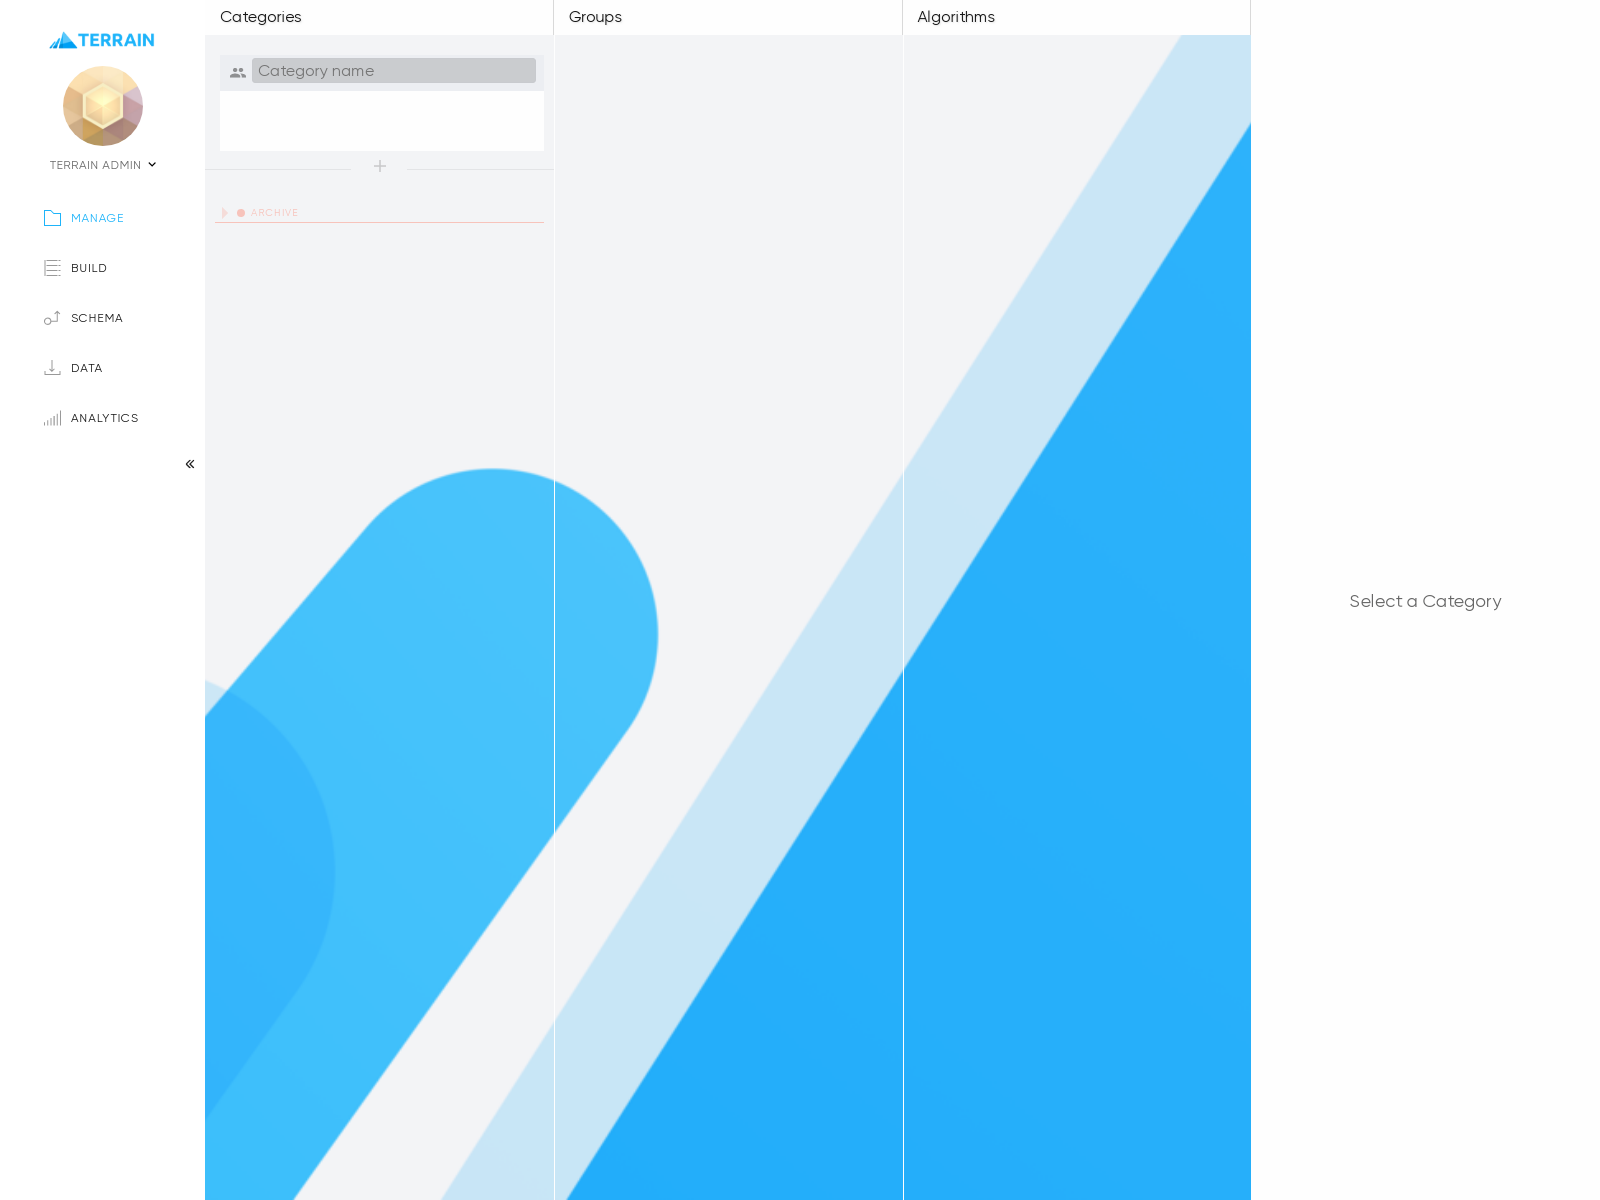 TERRAIN
TERRAIN ADMIN
MANAGE
BUILD
SCHEMA
DATA
ANALYTICS
Categories
Groups
Algorithms
Category name
ARCHIVE
Select a Category